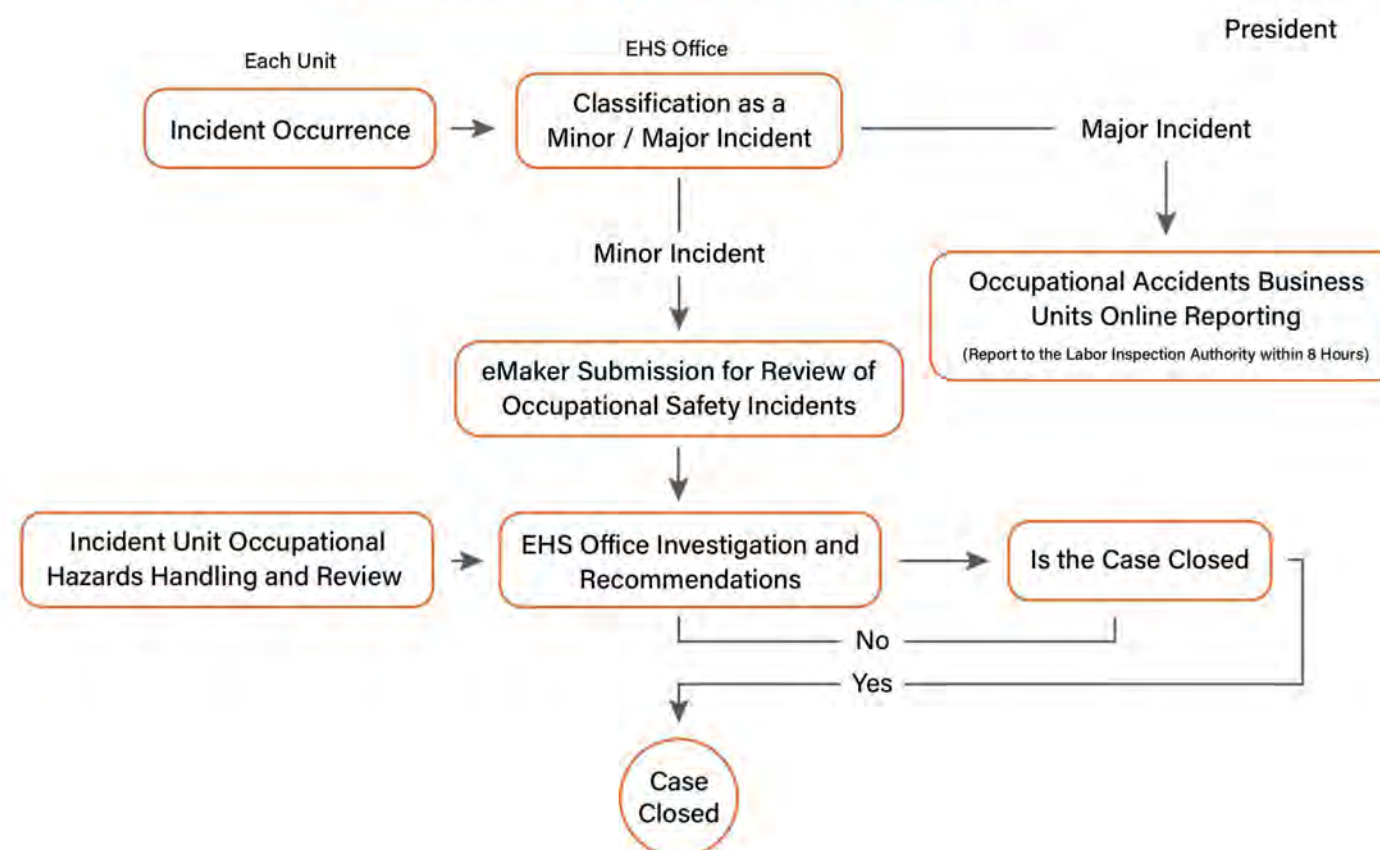 President
Each Unit
EHS Office
Incident Occurrence
Classification as a
Minor / Major Incident
Major Incident
Minor Incident
Occupational Accidents Business
Units Online Reporting
(Report to the Labor Inspection Authority within 8 Hours)
eMaker Submission for Review of
Occupational Safety Incidents
Incident Unit Occupational
Hazards Handling and Review
EHS Office Investigation and
Recommendations
Is the Case Closed
No
Yes
Case
Closed